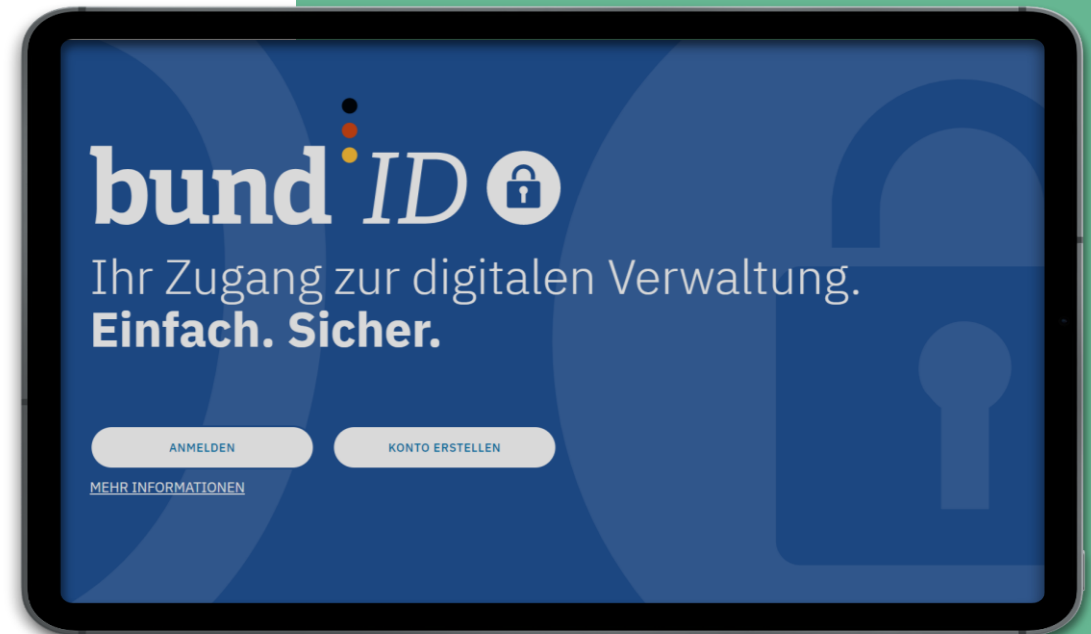 bund ID
Ihr Zugang zur digitalen Verwaltung.
Einfach. Sicher.
ANMELDEN KONTO ERSTELLEN
MEHR INFORMATIONEN